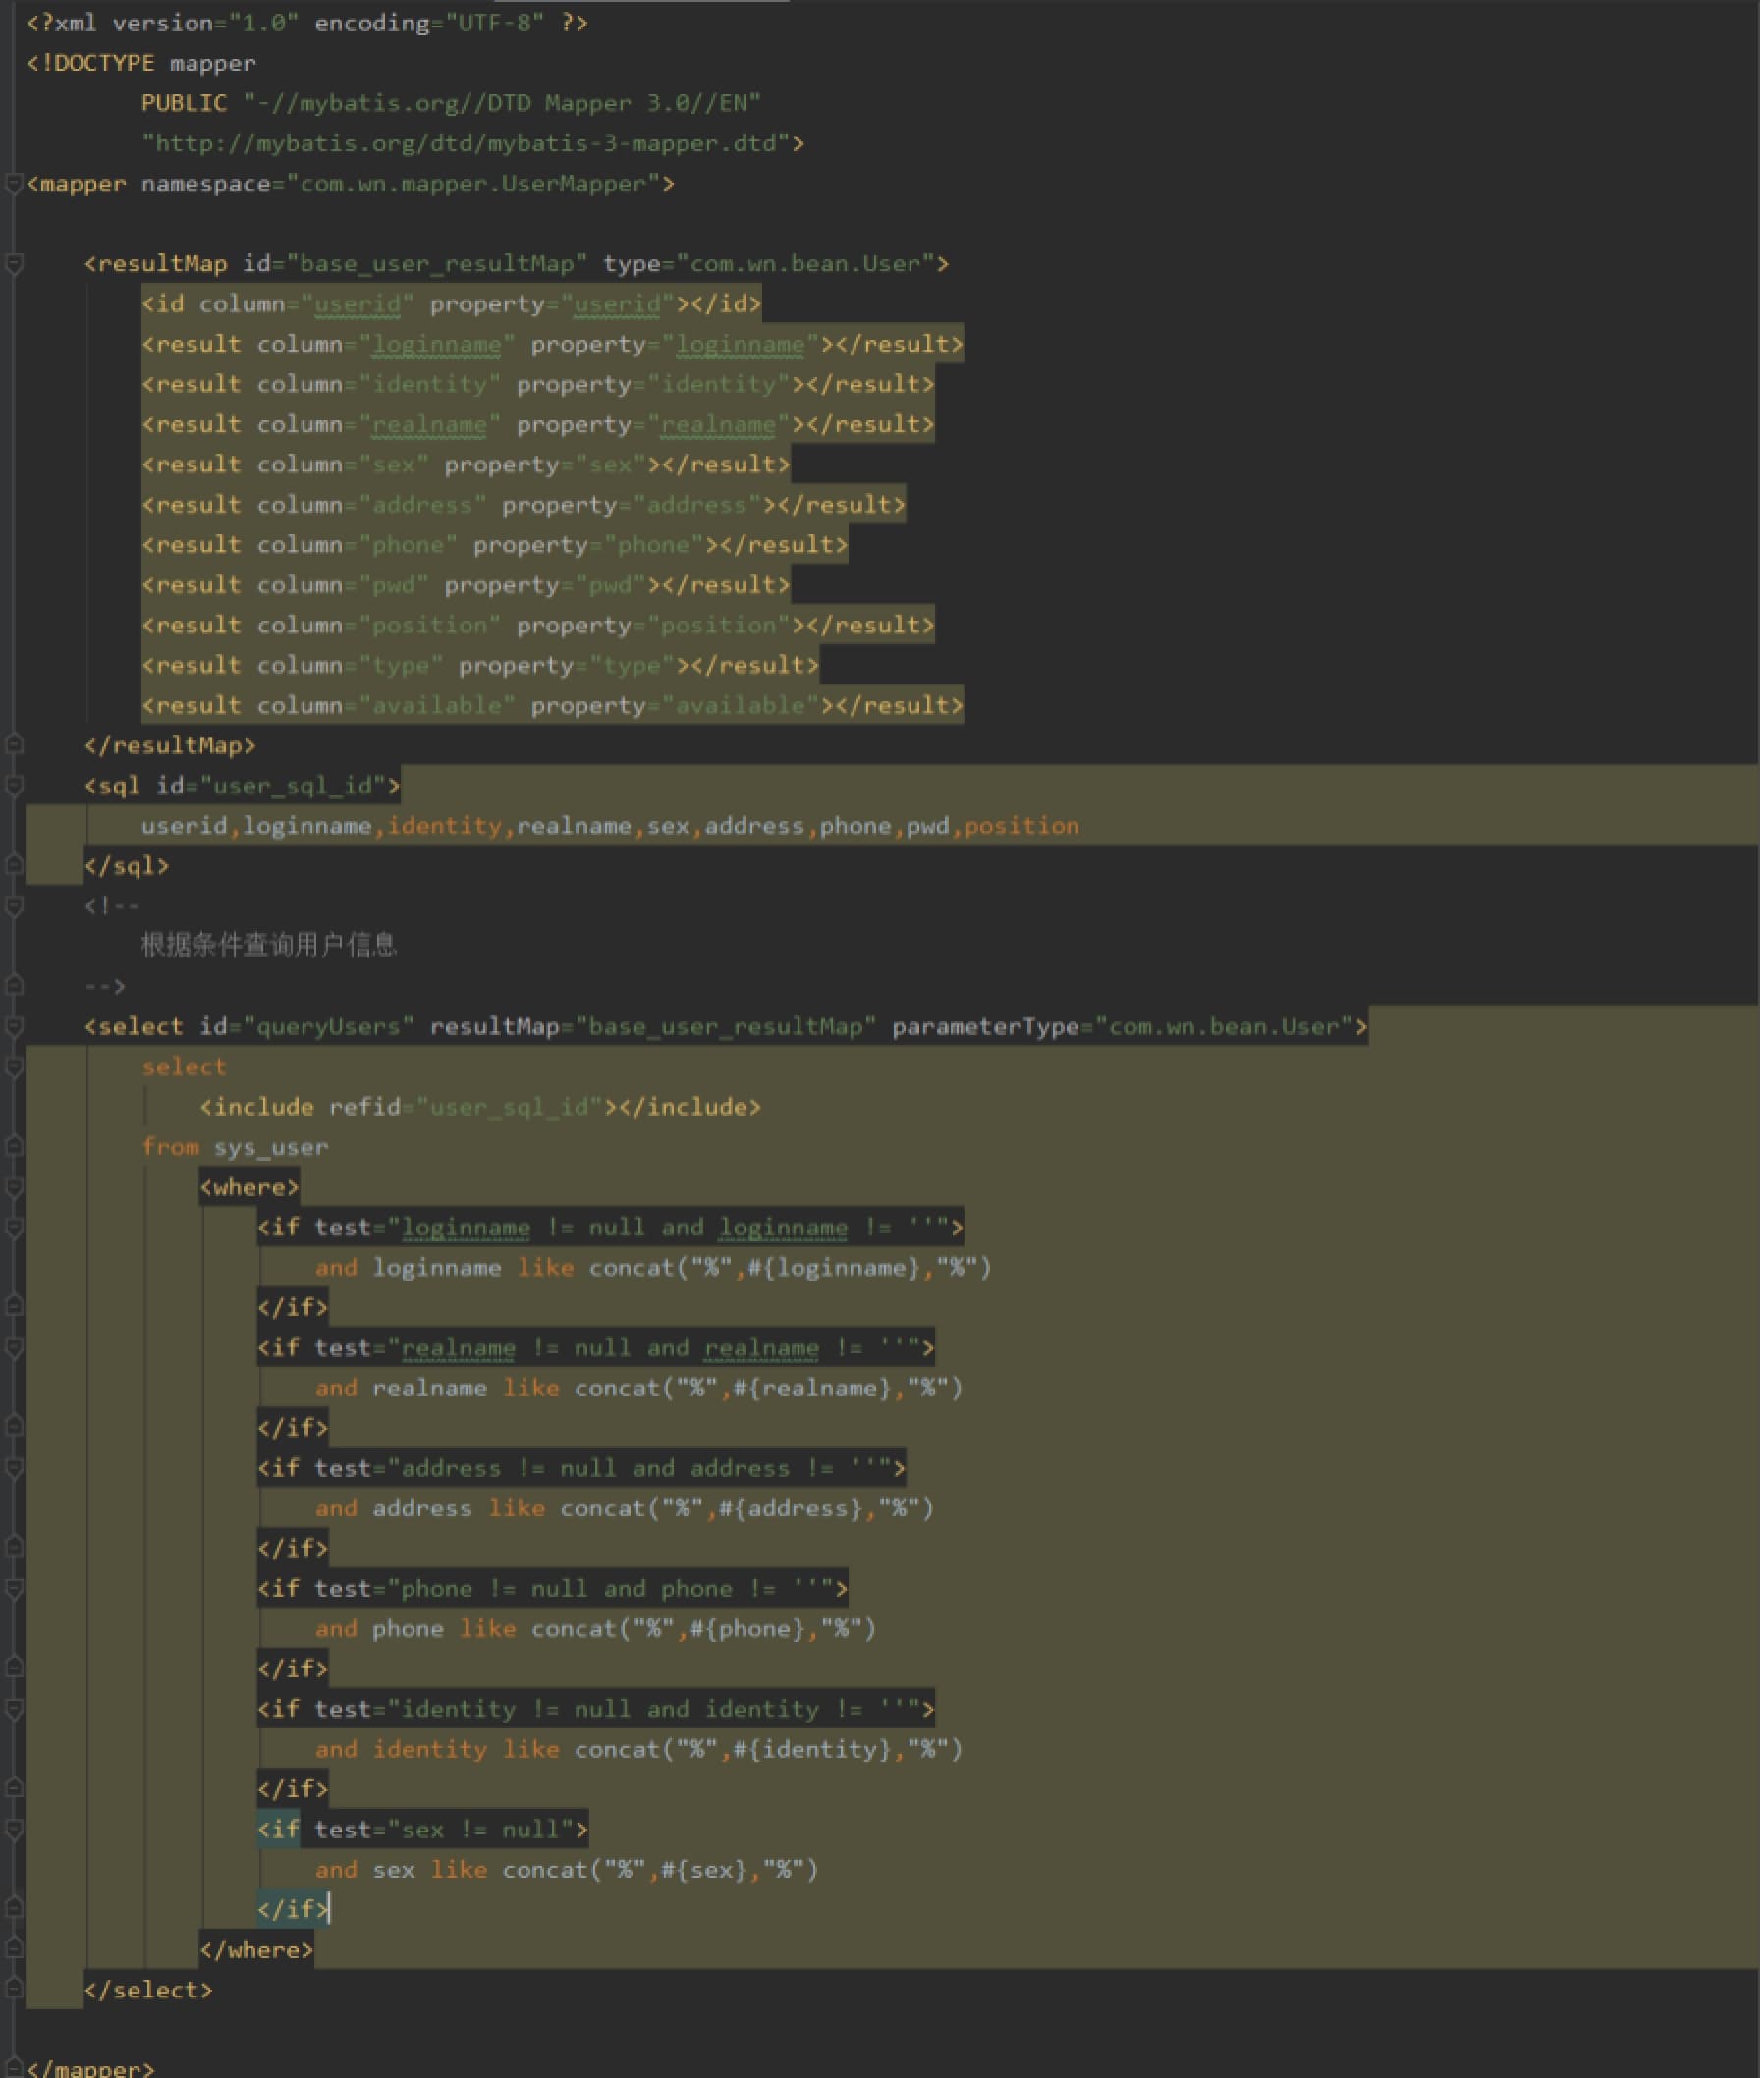 <?xml version="1.0" encoding="UTF-8" ?>
<!DOCTYPE mapper
        PUBLIC "-//mybatis.org//DTD Mapper 3.0//EN"
        "http://mybatis.org/dtd/mybatis-3-mapper.dtd">
<mapper namespace="com.wn.mapper.UserMapper">
    <resultMap id="base_user_resultMap" type="com.wn.bean.User">
        <id column="userid" property="userid"></id>
        <result column="loginname" property="loginname"></result>
        <result column="identity" property="identity"></result>
        <result column="realname" property="realname"></result>
        <result column="sex" property="sex"></result>
        <result column="address" property="address"></result>
        <result column="phone" property="phone"></result>
        <result column="pwd" property="pwd"></result>
        <result column="position" property="position"></result>
        <result column="type" property="type"></result>
        <result column="available" property="available"></result>
    </resultMap>
    <sql id="user_sql_id">
        userid,loginname,identity,realname,sex,address,phone,pwd,position
    </sql>
    <!--
        根据条件查询用户信息
    -->
    <select id="queryUsers" resultMap="base_user_resultMap" parameterType="com.wn.bean.User">
        select
            <include refid="user_sql_id"></include>
        from sys_user
            <where>
                <if test="loginname != null and loginname != ''">
                    and loginname like concat("%",#{loginname},"%")
                </if>
                <if test="realname != null and realname != ''">
                    and realname like concat("%",#{realname},"%")
                </if>
                <if test="address != null and address != ''">
                    and address like concat("%",#{address},"%")
                </if>
                <if test="phone != null and phone != ''">
                    and phone like concat("%",#{phone},"%")
                </if>
                <if test="identity != null and identity != ''">
                    and identity like concat("%",#{identity},"%")
                </if>
                <if test="sex != null">
                    and sex like concat("%",#{sex},"%")
                </if>
            </where>
    </select>
</mapper>